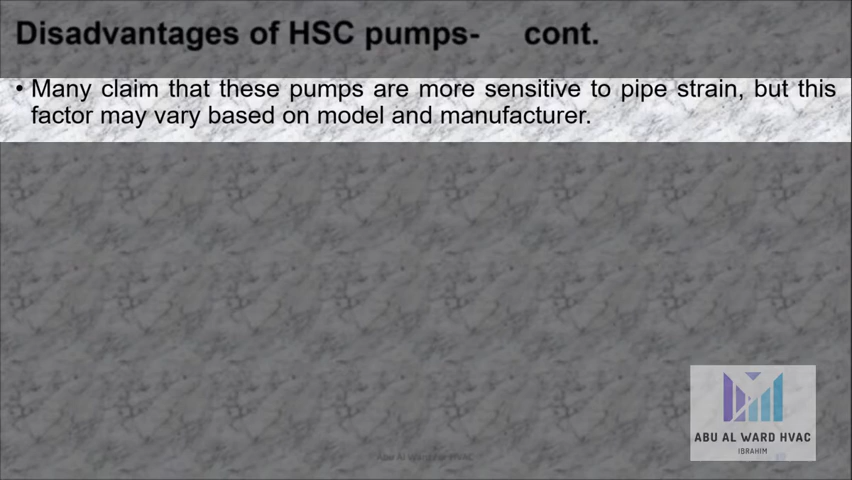 Disadvantages of HSC pumps- cont.
• Many claim that these pumps are more sensitive to pipe strain, but this
factor may vary based on model and manufacturer.
ABU AL WARD HVAC
IBRAHIM